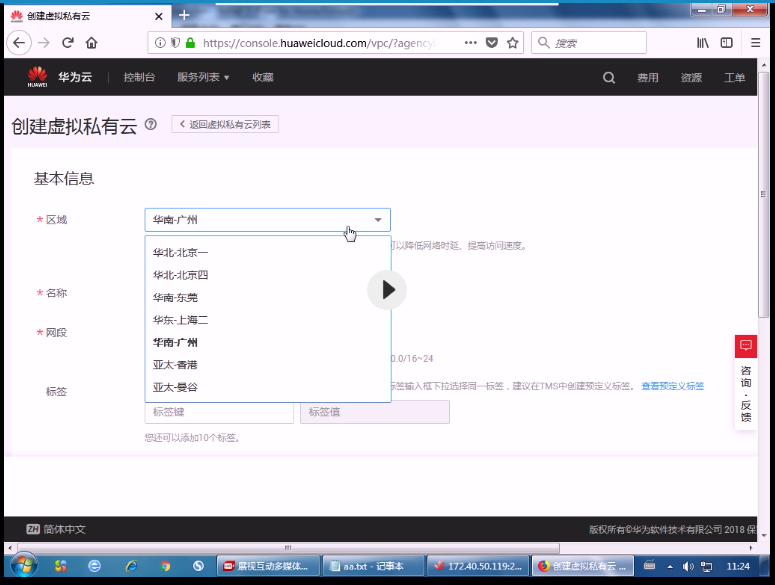 创建虚拟私有云
https://console.huaweicloud.com/vpc/?agency
搜索
HUAWEI
华为云
控制台
服务列表
收藏
费用
资源
工单
创建虚拟私有云
返回虚拟私有云列表
基本信息
* 区域
华南-广州
可以降低网络时延、提高访问速度。
华北-北京一
华北-北京四
华南-东莞
华东-上海二
华南-广州
亚太-香港
亚太-曼谷
* 名称
* 网段
0.0/16~24
标签
标签输入框下拉选择同一标签，建议在TMS中创建预定义标签。 查看预定义标签
标签键
标签值
您还可以添加10个标签。
咨询·反馈
ZH 简体中文
版权所有©华为软件技术有限公司 2018 保
展视互动多媒体...
aa.txt - 记事本
172.40.50.119:2...
创建虚拟私有云 ...
11:24